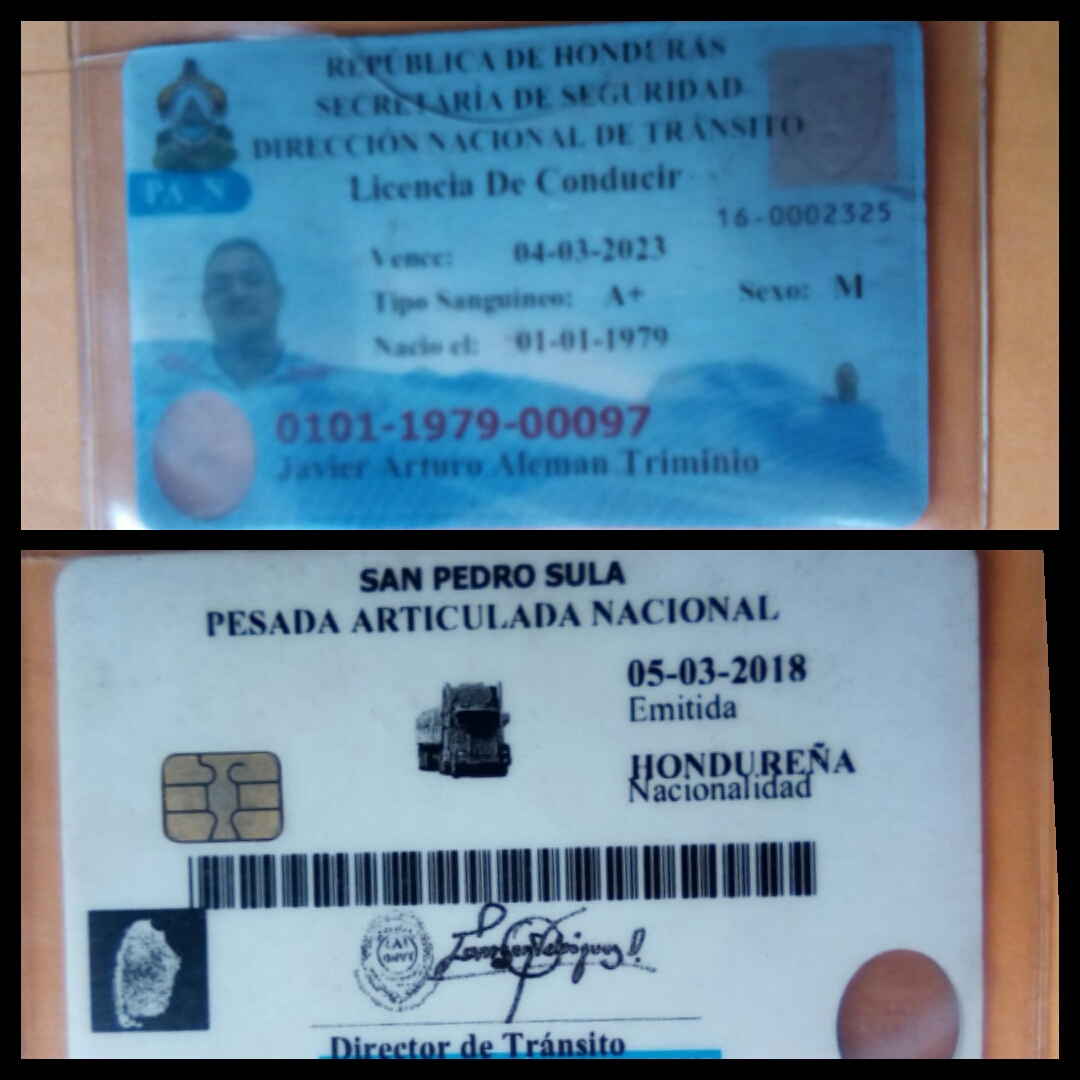 REPÚBLICA DE HONDURAS
SECRETARÍA DE SEGURIDAD
DIRECCIÓN NACIONAL DE TRÁNSITO
Licencia De Conducir
PA N
16-0002325
Vence: 04-03-2023
Tipo Sanguineo: A+ Sexo: M
Nacio el: 01-01-1979
0101-1979-00097
Javier Arturo Aleman Triminio
SAN PEDRO SULA
PESADA ARTICULADA NACIONAL
05-03-2018
Emitida
HONDUREÑA
Nacionalidad
Director de Tránsito